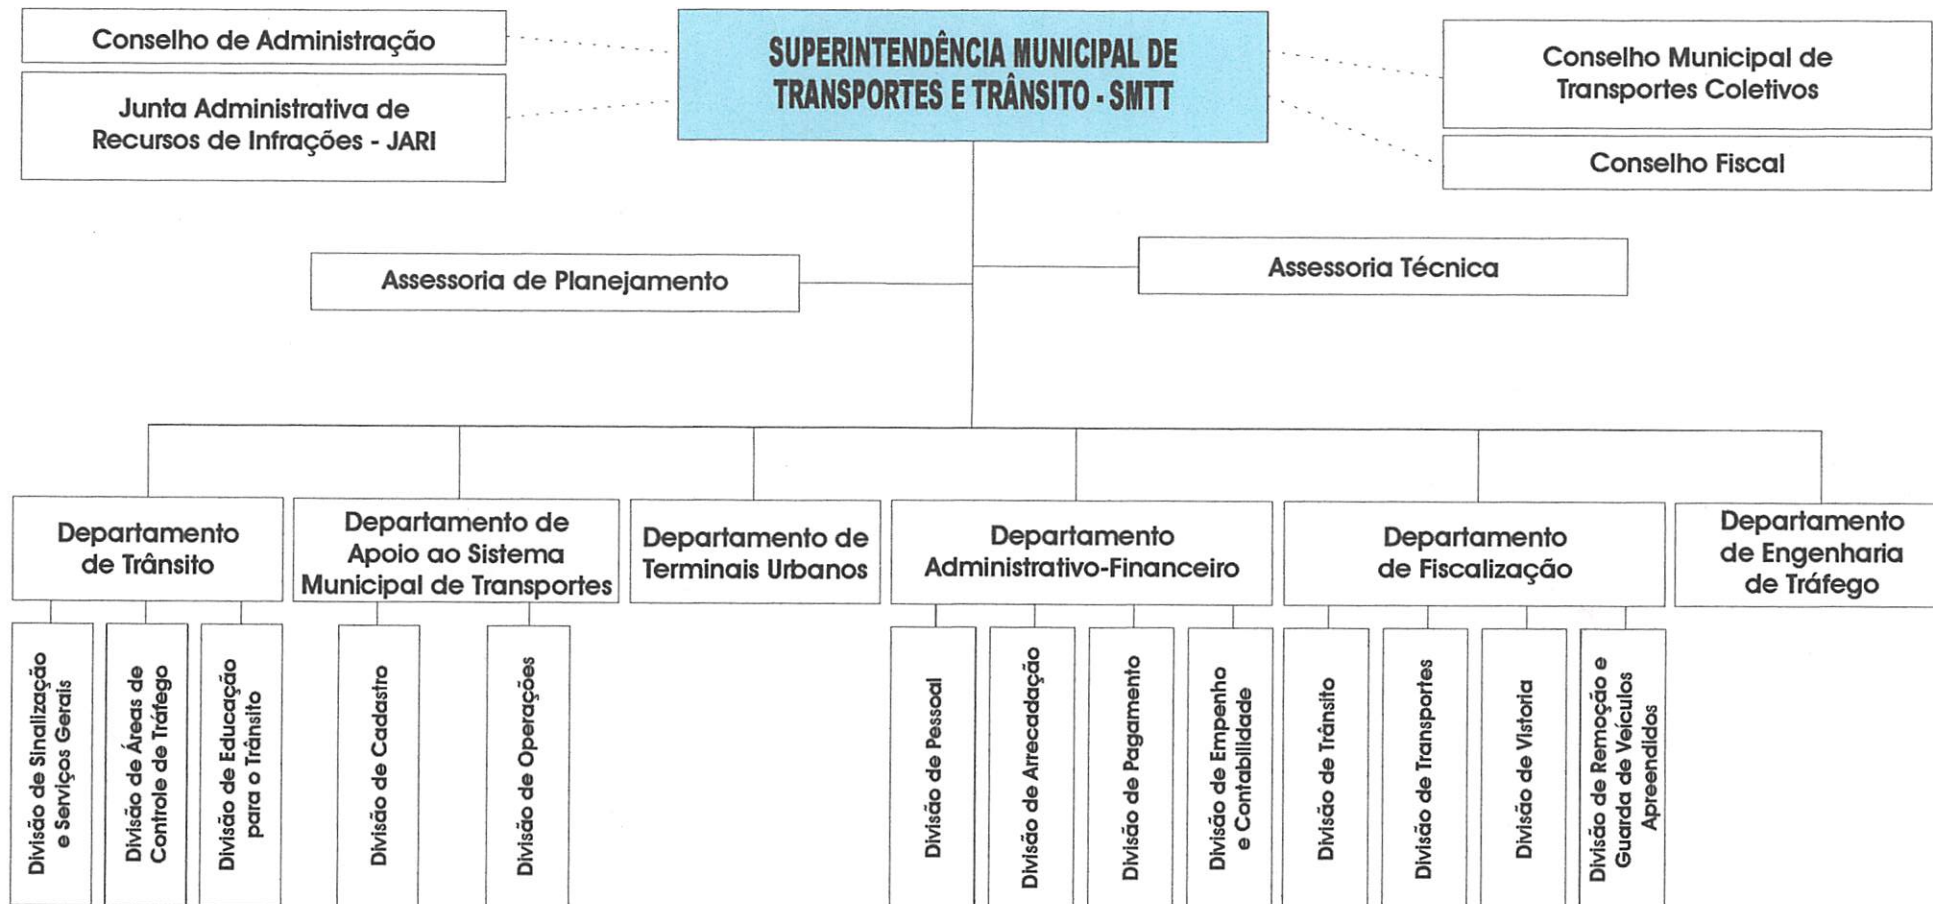 Conselho de Administração
Junta Administrativa de
Recursos de Infrações - JARI
SUPERINTENDÊNCIA MUNICIPAL DE
TRANSPORTES E TRÂNSITO - SMTT
Conselho Municipal de
Transportes Coletivos
Conselho Fiscal
Assessoria de Planejamento
Assessoria Técnica
Departamento
de Trânsito
Departamento de
Apoio ao Sistema
Municipal de Transportes
Departamento de
Terminais Urbanos
Departamento
Administrativo-Financeiro
Departamento
de Fiscalização
Departamento
de Engenharia
de Tráfego
Divisão de Sinalização
e Serviços Gerais
Divisão de Áreas de
Controle de Tráfego
Divisão de Educação
para o Trânsito
Divisão de Cadastro
Divisão de Operações
Divisão de Pessoal
Divisão de Arrecadação
Divisão de Pagamento
Divisão de Empenho
e Contabilidade
Divisão de Trânsito
Divisão de Transportes
Divisão de Vistoria
Divisão de Remoção e
Guarda de Veículos
Apreendidos